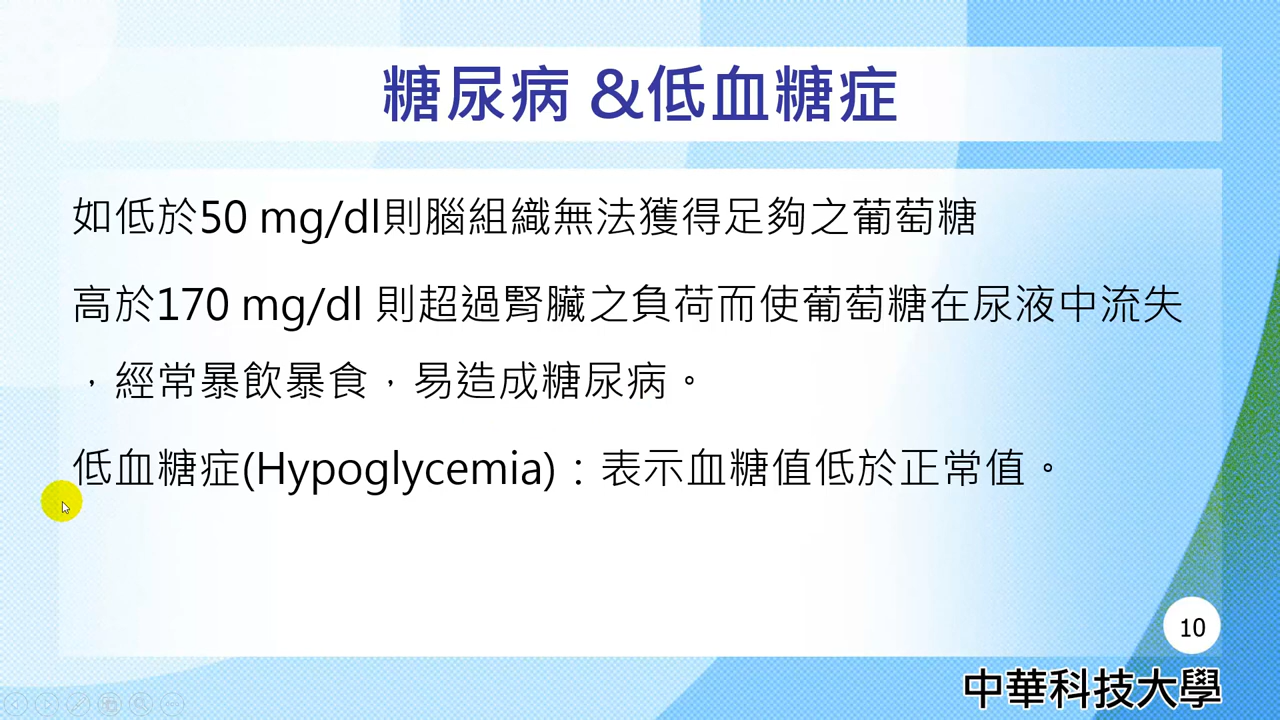 糖尿病 &低血糖症
如低於50 mg/dl則腦組織無法獲得足夠之葡萄糖
高於170 mg/dl 則超過腎臟之負荷而使葡萄糖在尿液中流失
，經常暴飲暴食，易造成糖尿病。
低血糖症(Hypoglycemia)：表示血糖值低於正常值。
10
中華科技大學